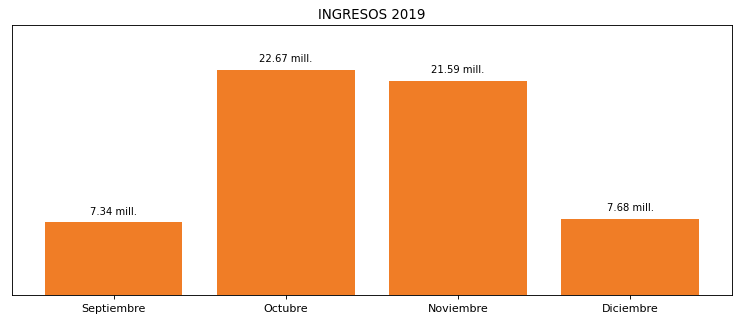 INGRESOS 2019
22.67 mill.
21.59 mill.
7.34 mill.
7.68 mill.
Septiembre
Octubre
Noviembre
Diciembre